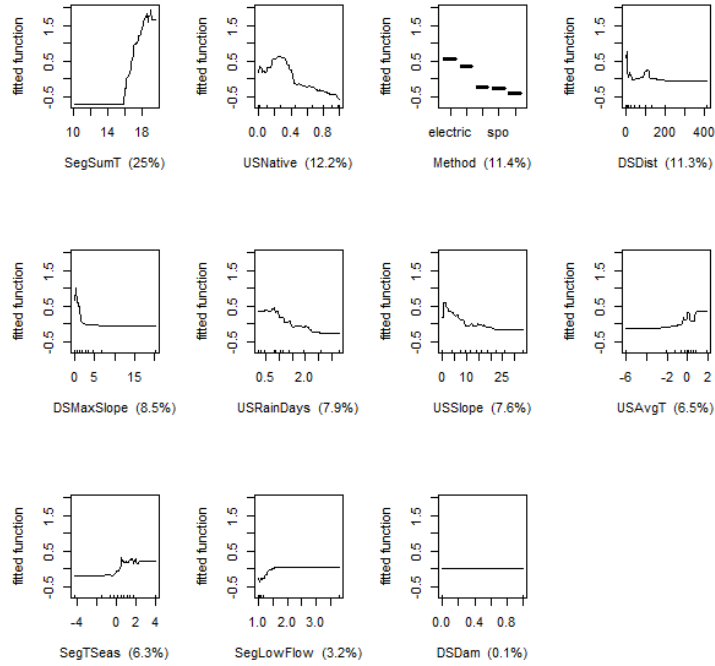 fitted function
-0.5 0.5 1.5
10 14 18
SegSumT (25%)
fitted function
-0.5 0.5 1.5
0.0 0.4 0.8
USNative (12.2%)
fitted function
-0.5 0.5 1.5
electric spo
Method (11.4%)
fitted function
-0.5 0.5 1.5
0 200 400
DSDist (11.3%)
fitted function
-0.5 0.5 1.5
0 5 15
DSMaxSlope (8.5%)
fitted function
-0.5 0.5 1.5
0.5 2.0
USRainDays (7.9%)
fitted function
-0.5 0.5 1.5
0 10 25
USSlope (7.6%)
fitted function
-0.5 0.5 1.5
-6 -2 0 2
USAvgT (6.5%)
fitted function
-0.5 0.5 1.5
-4 0 2 4
SegTSeas (6.3%)
fitted function
-0.5 0.5 1.5
1.0 2.0 3.0
SegLowFlow (3.2%)
fitted function
-0.5 0.5 1.5
0.0 0.4 0.8
DSDam (0.1%)